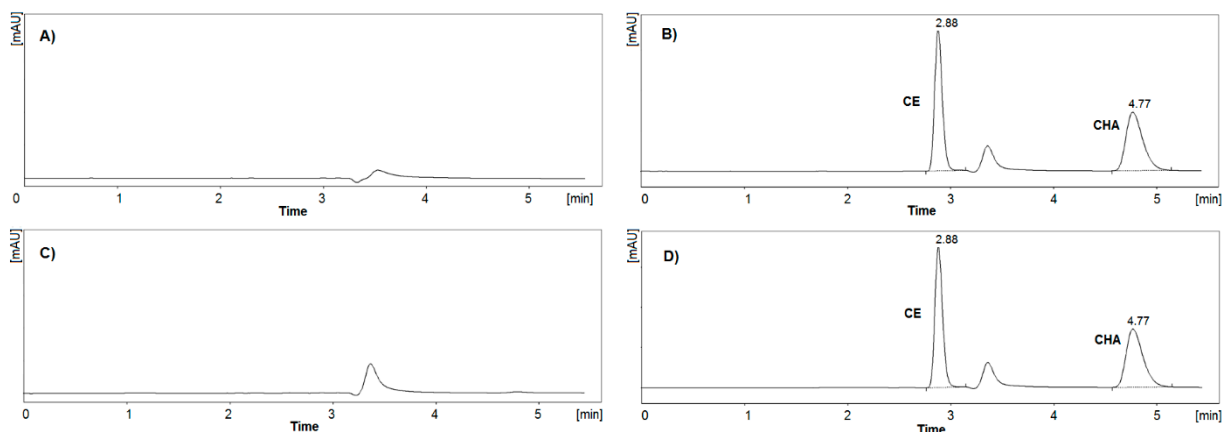 [mAU]
A)
0 1 2 3 4 5 [min]
Time
[mAU]
B)
2.88
CE
4.77
CHA
0 1 2 3 4 5 [min]
Time
[mAU]
C)
0 1 2 3 4 5 [min]
Time
[mAU]
D)
2.88
CE
4.77
CHA
0 1 2 3 4 5 [min]
Time